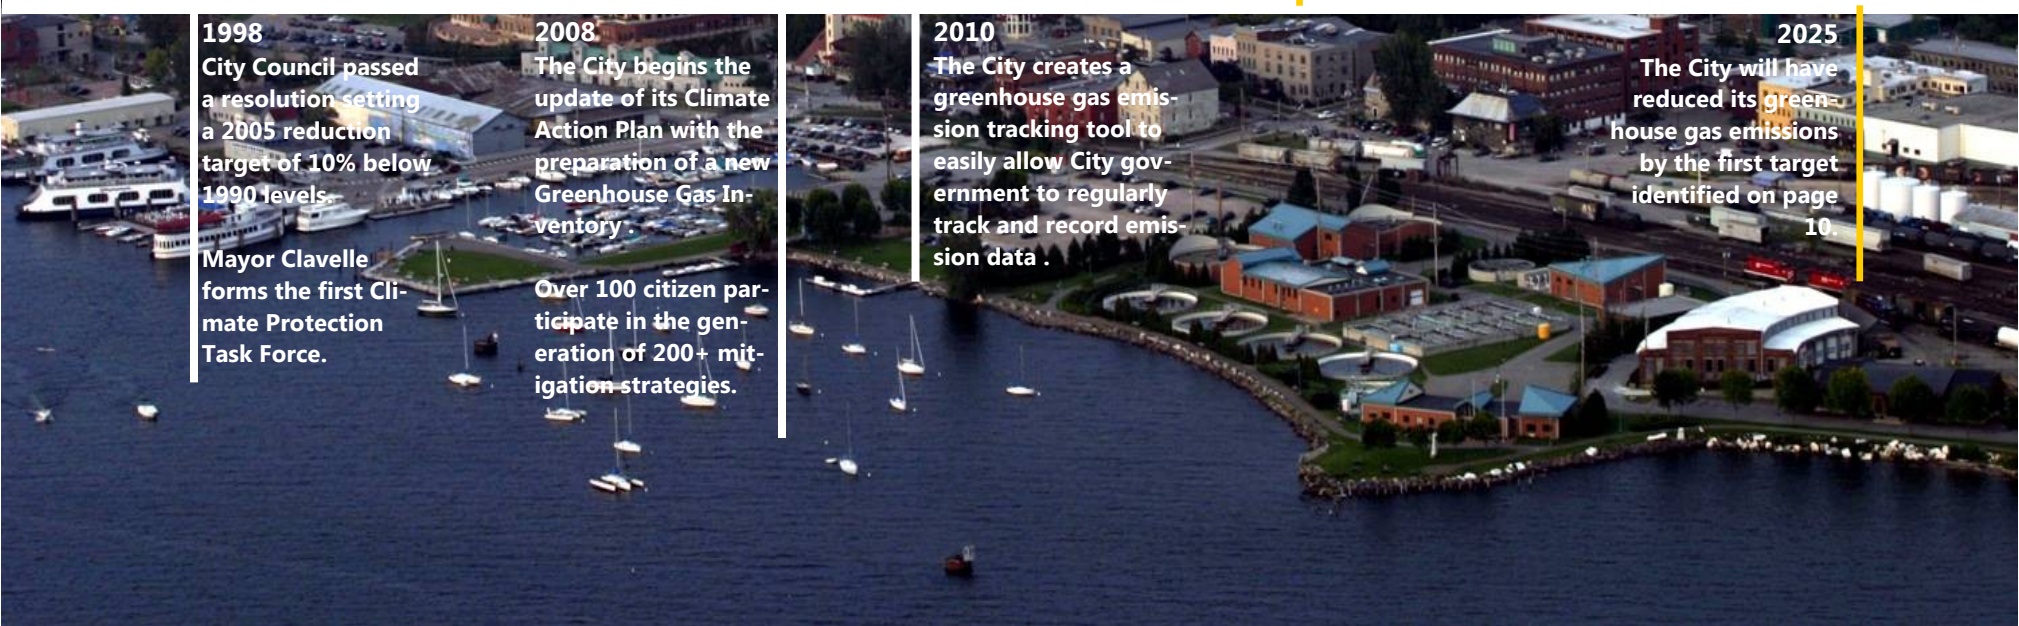 1998
City Council passed
a resolution setting
a 2005 reduction
target of 10% below
1990 levels.
Mayor Clavelle
forms the first Cli-
mate Protection
Task Force.
2008
The City begins the
update of its Climate
Action Plan with the
preparation of a new
Greenhouse Gas In-
ventory .
Over 100 citizen par-
ticipate in the gen-
eration of 200+ mit-
igation strategies.
2010
The City creates a
greenhouse gas emis-
sion tracking tool to
easily allow City gov-
ernment to regularly
track and record emis-
sion data .
2025
The City will have
reduced its green-
house gas emissions
by the first target
identified on page
10.